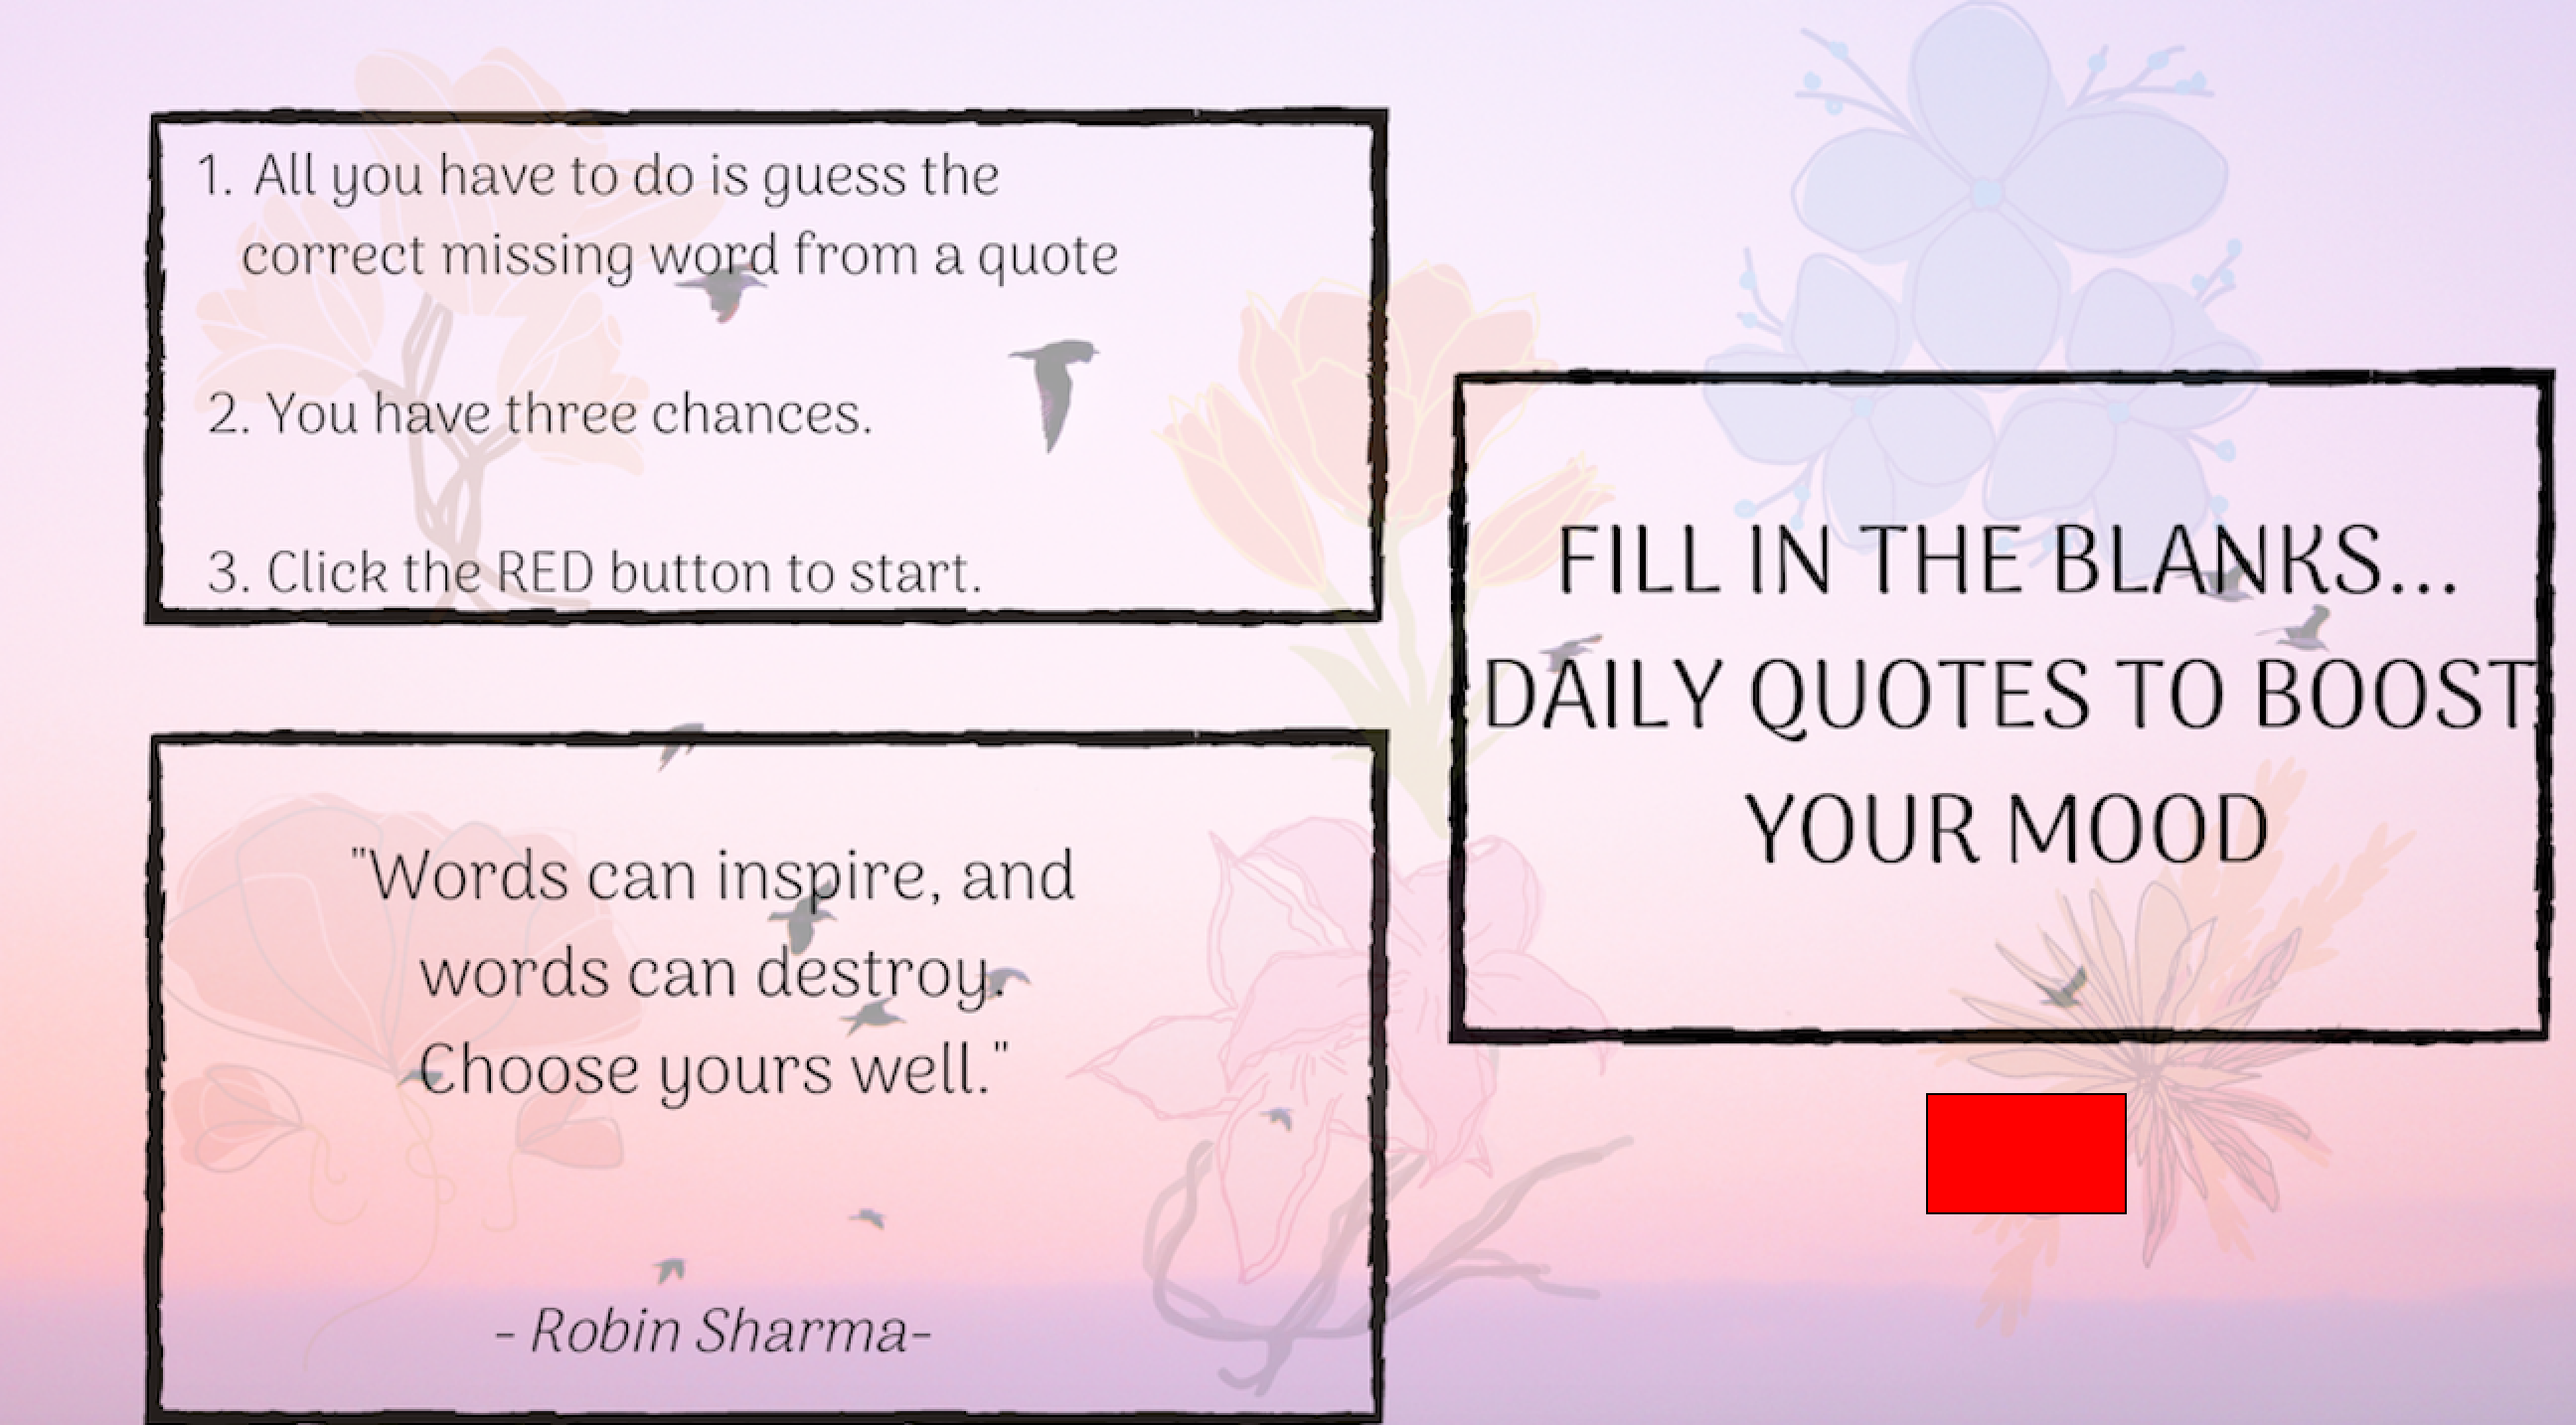 1. All you have to do is guess the
correct missing word from a quote
2. You have three chances.
3. Click the RED button to start.
"Words can inspire, and
words can destroy.
Choose yours well."
- Robin Sharma-
FILL IN THE BLANKS...
DAILY QUOTES TO BOOST
YOUR MOOD